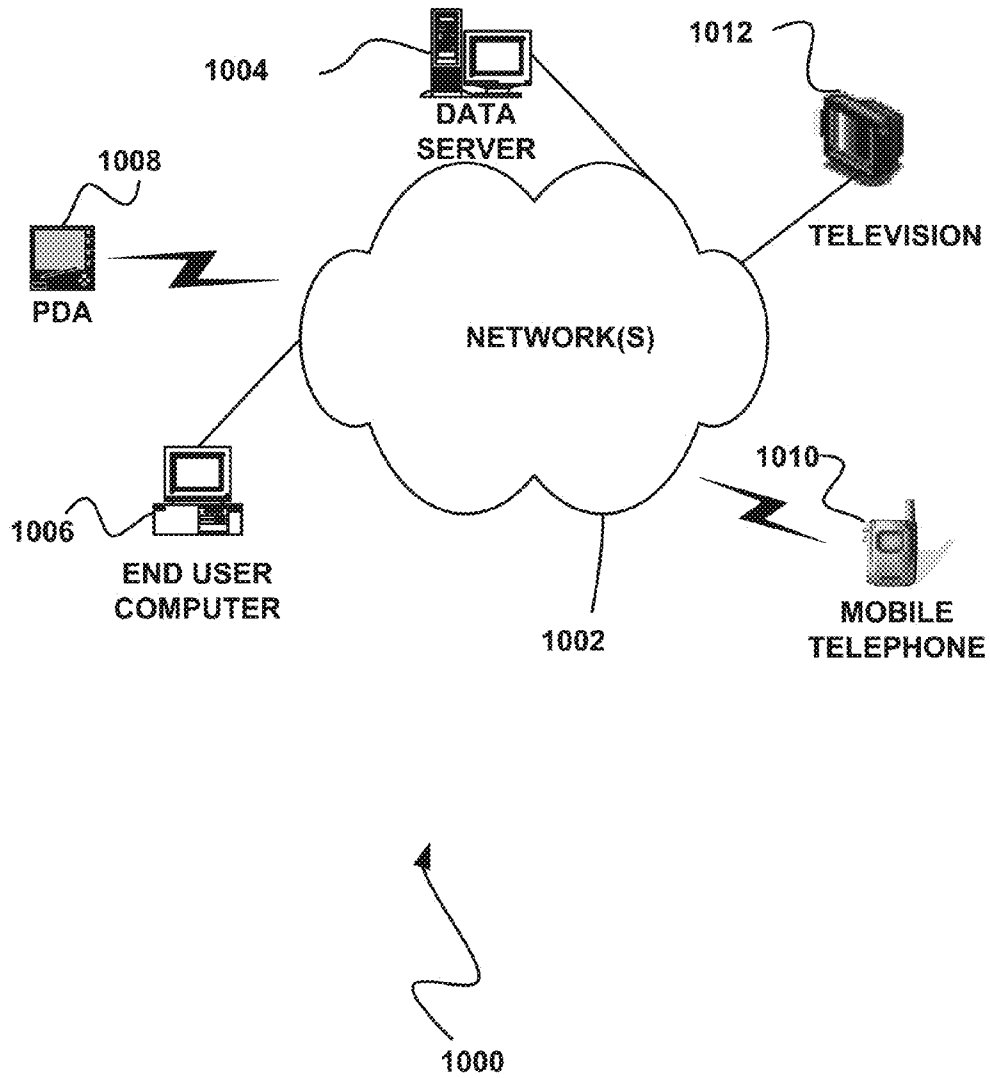 1004
DATA
SERVER
1012
TELEVISION
1008
PDA
NETWORK(S)
1006
END USER
COMPUTER
1010
MOBILE
TELEPHONE
1002
1000